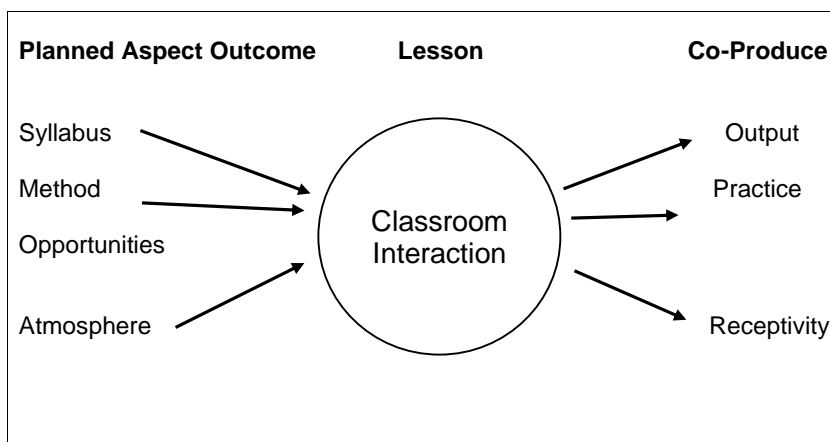 Planned Aspect Outcome Lesson Co-Produce
Syllabus Output
Method Practice
Opportunities
Classroom
Interaction
Atmosphere Receptivity